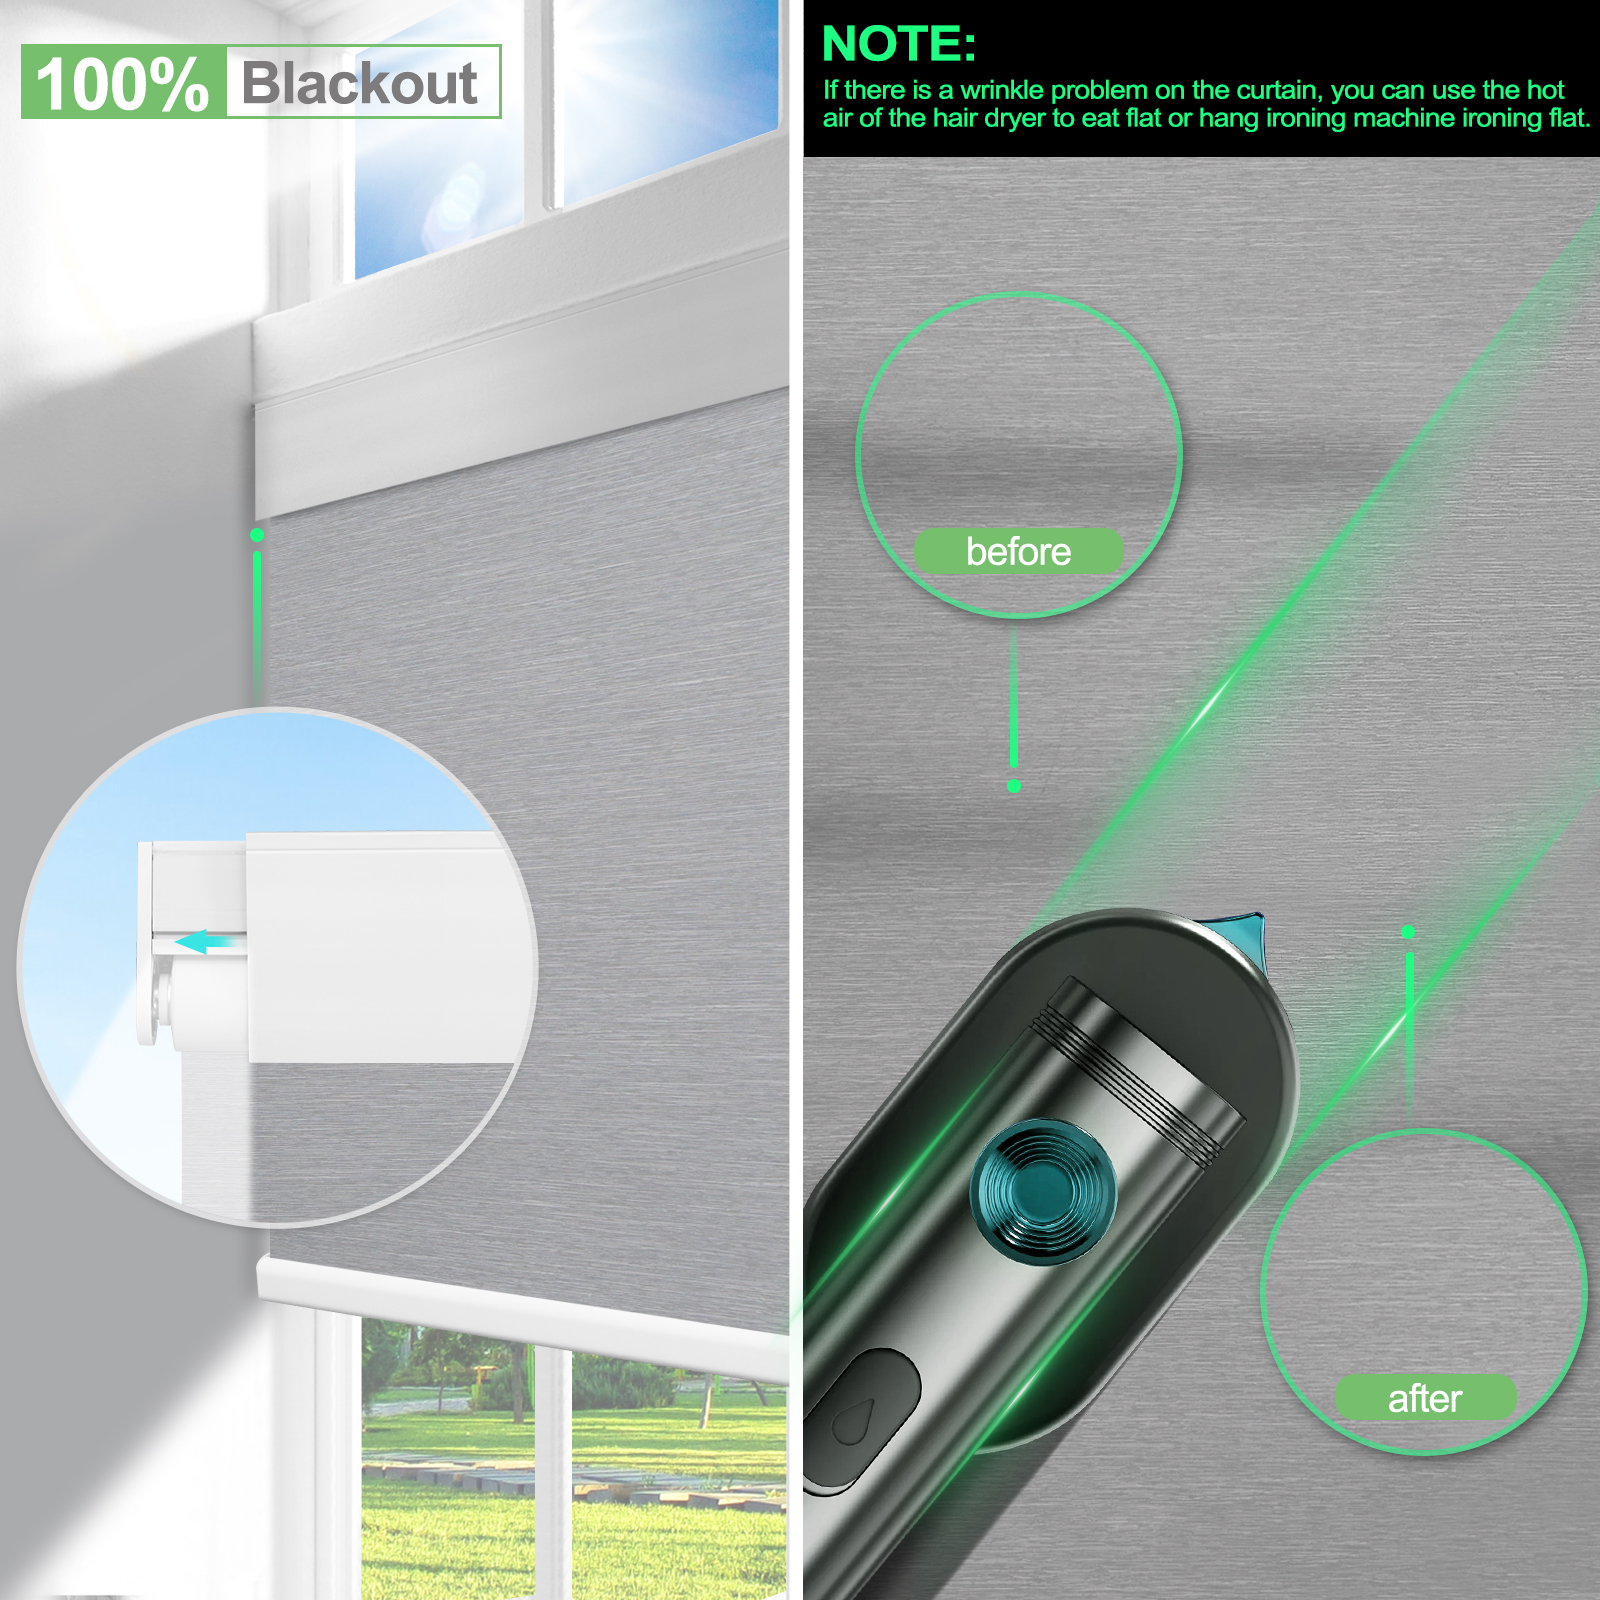 100% Blackout
NOTE:
If there is a wrinkle problem on the curtain, you can use the hot
air of the hair dryer to eat flat or hang ironing machine ironing flat.
before
after